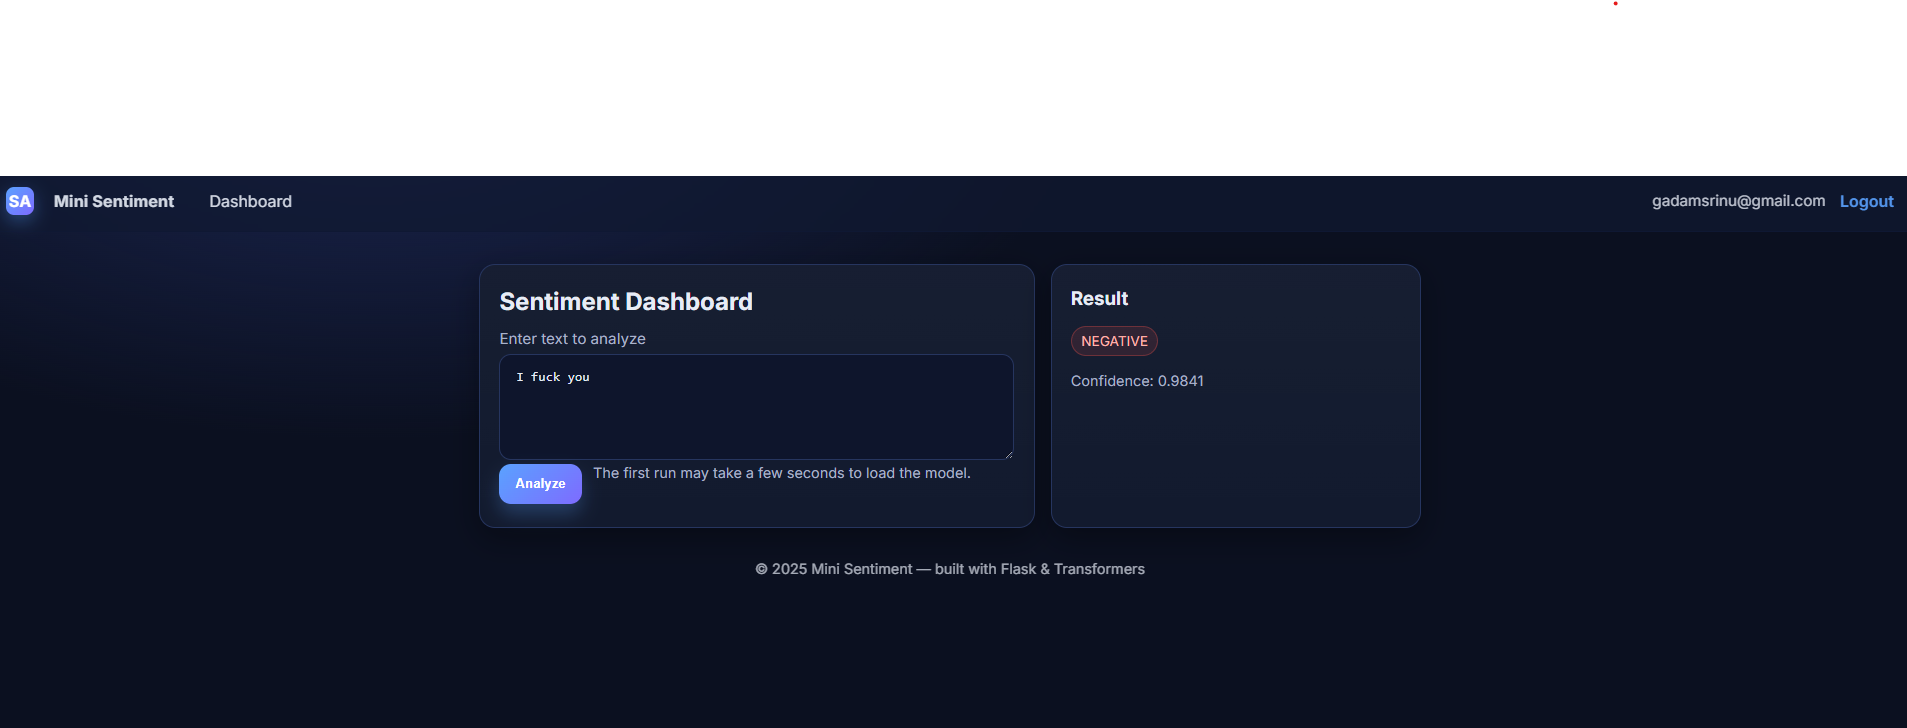 SA Mini Sentiment Dashboard gadamsrinu@gmail.com Logout
Sentiment Dashboard
Enter text to analyze
I fuck you
Analyze The first run may take a few seconds to load the model.
Result
NEGATIVE
Confidence: 0.9841
© 2025 Mini Sentiment — built with Flask & Transformers